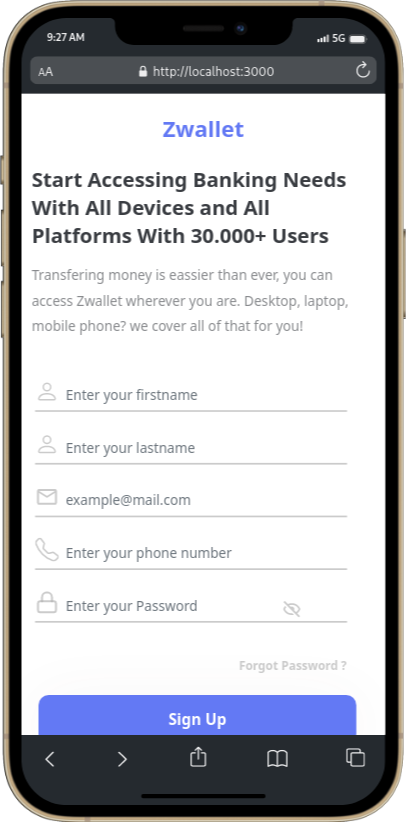 9:27 AM
5G
AA
http://localhost:3000
Zwallet
Start Accessing Banking Needs
With All Devices and All
Platforms With 30.000+ Users
Transfering money is eassier than ever, you can
access Zwallet wherever you are. Desktop, laptop,
mobile phone? we cover all of that for you!
Enter your firstname
Enter your lastname
example@mail.com
Enter your phone number
Enter your Password
Forgot Password ?
Sign Up